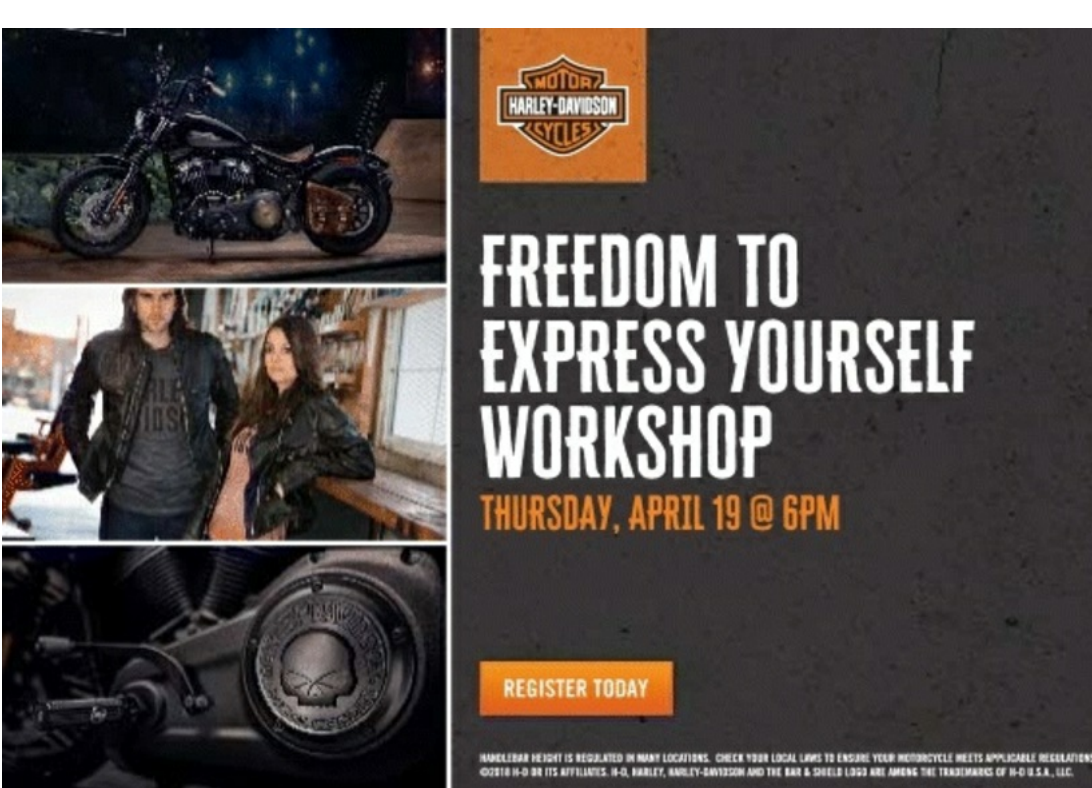 MOTOR
HARLEY-DAVIDSON
CYCLES
FREEDOM TO
EXPRESS YOURSELF
WORKSHOP
THURSDAY, APRIL 19 @ 6PM
REGISTER TODAY
HANDLEBAR HEIGHT IS REGULATED IN MANY LOCATIONS. CHECK YOUR LOCAL LAWS TO ENSURE YOUR MOTORCYCLE MEETS APPLICABLE REGULATIONS
©2018 H-D OR ITS AFFILIATES. H-D, HARLEY, HARLEY-DAVIDSON AND THE BAR & SHIELD LOGO ARE AMONG THE TRADEMARKS OF H-D U.S.A., LLC.